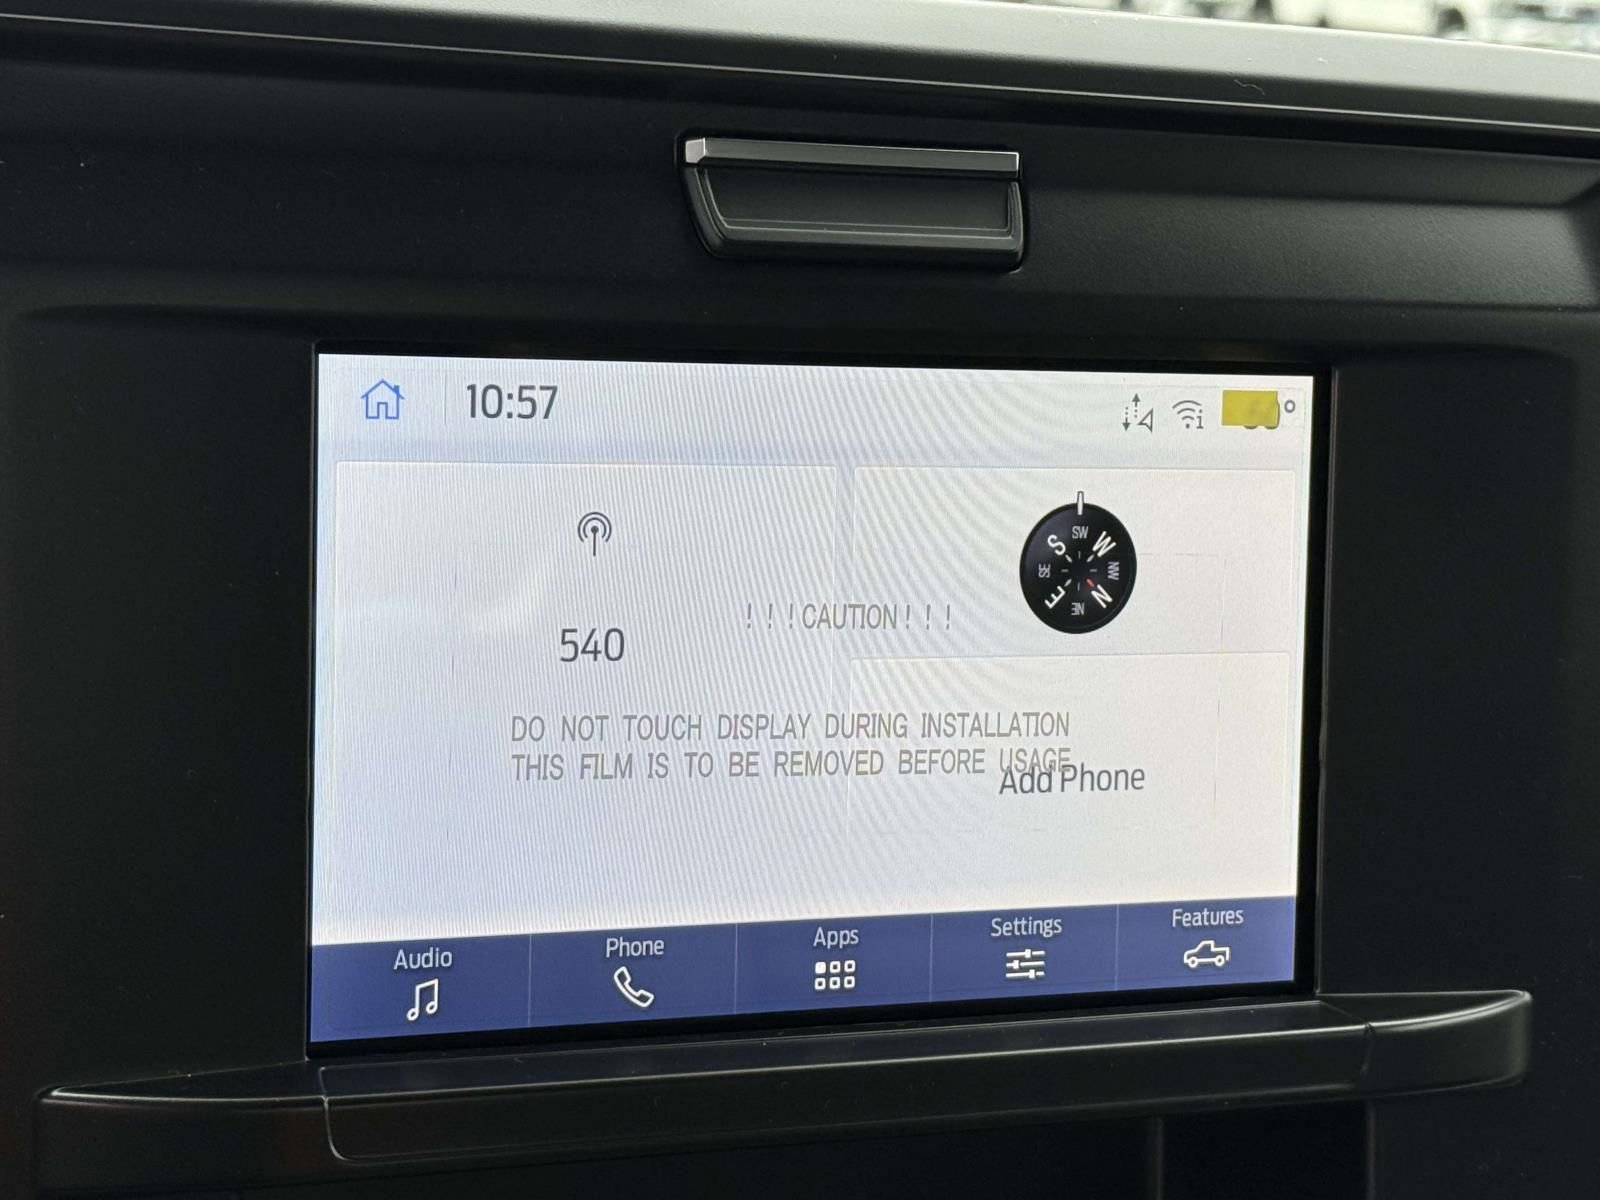 10:57
540
SW
S W
SE NW
E N
NE
! ! ! CAUTION ! ! !
DO NOT TOUCH DISPLAY DURING INSTALLATION
THIS FILM IS TO BE REMOVED BEFORE USAGE
Add Phone
Audio Phone Apps Settings Features